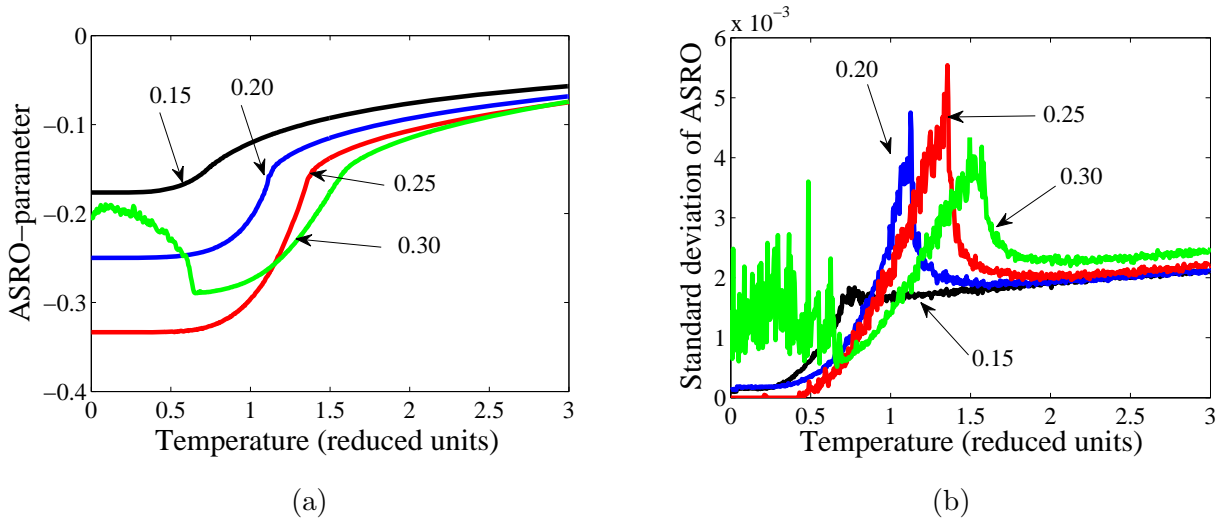 0
−0.1
−0.2
−0.3
−0.4
0 0.5 1 1.5 2 2.5 3
ASRO−parameter
Temperature (reduced units)
0.15
0.20
0.25
0.30
(a)
x 10−3
6
5
4
3
2
1
0
0 0.5 1 1.5 2 2.5 3
Standard deviation of ASRO
Temperature (reduced units)
0.20
0.25
0.30
0.15
(b)